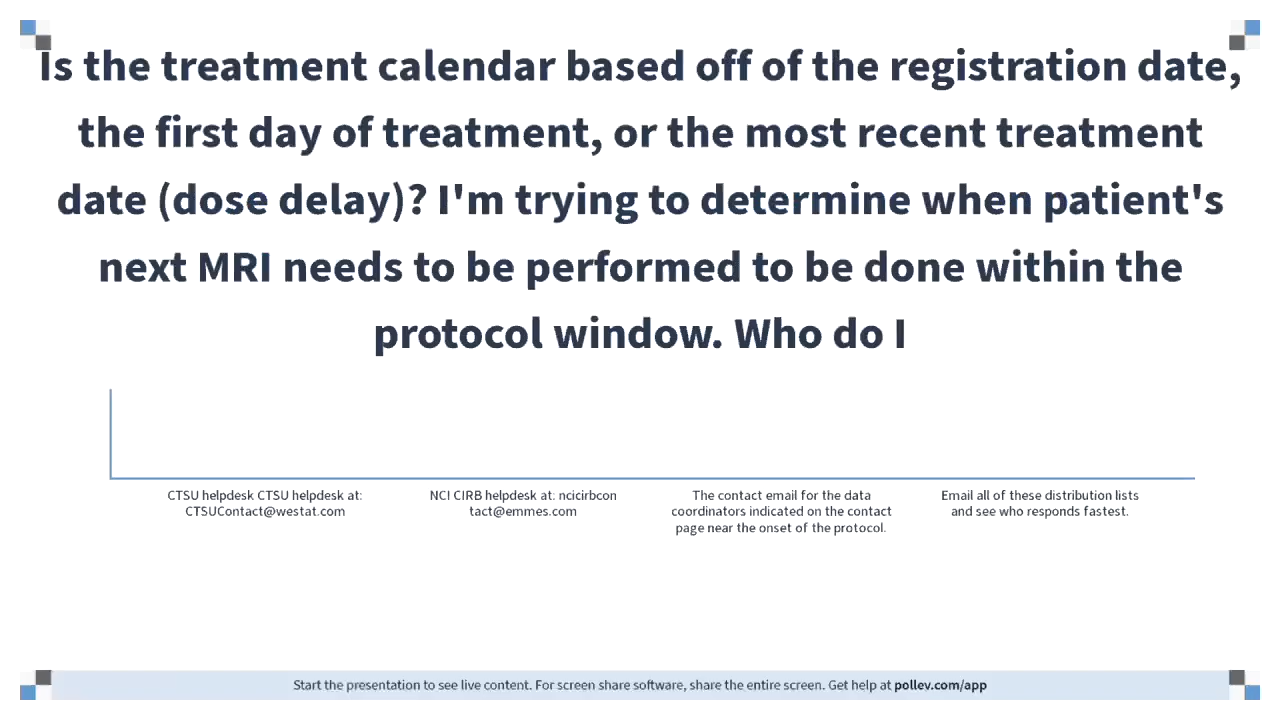 Is the treatment calendar based off of the registration date,
the first day of treatment, or the most recent treatment
date (dose delay)? I'm trying to determine when patient's
next MRI needs to be performed to be done within the
protocol window. Who do I
CTSU helpdesk CTSU helpdesk at:
CTSUContact@westat.com
NCI CIRB helpdesk at: ncicirbcon
tact@emmes.com
The contact email for the data
coordinators indicated on the contact
page near the onset of the protocol.
Email all of these distribution lists
and see who responds fastest.
Start the presentation to see live content. For screen share software, share the entire screen. Get help at pollev.com/app